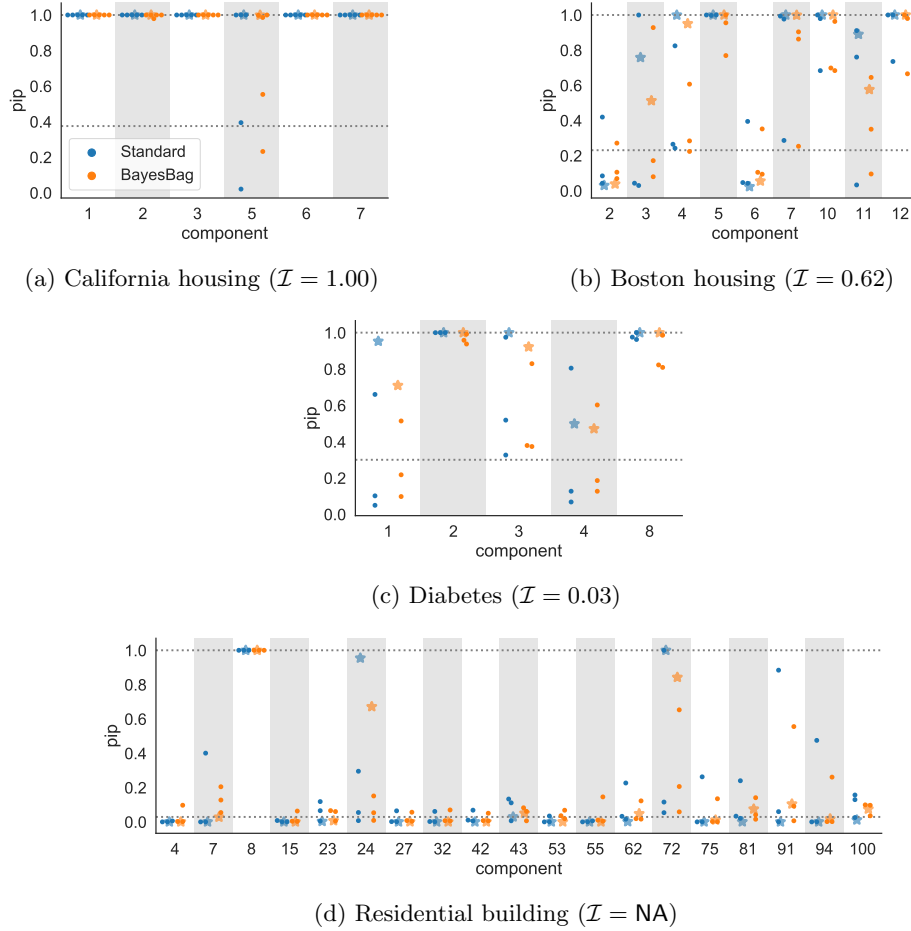 1.0
0.8
0.6
0.4
0.2
0.0
pip
Standard
BayesBag
1 2 3 5 6 7
component
(a) California housing (ℐ = 1.00)
1.0
0.8
0.6
0.4
0.2
0.0
pip
2 3 4 5 6 7 10 11 12
component
(b) Boston housing (ℐ = 0.62)
1.0
0.8
0.6
0.4
0.2
0.0
pip
1 2 3 4 8
component
(c) Diabetes (ℐ = 0.03)
1.0
0.8
0.6
0.4
0.2
0.0
pip
4 7 8 15 23 24 27 32 42 43 53 55 62 72 75 81 91 94 100
component
(d) Residential building (ℐ = NA)